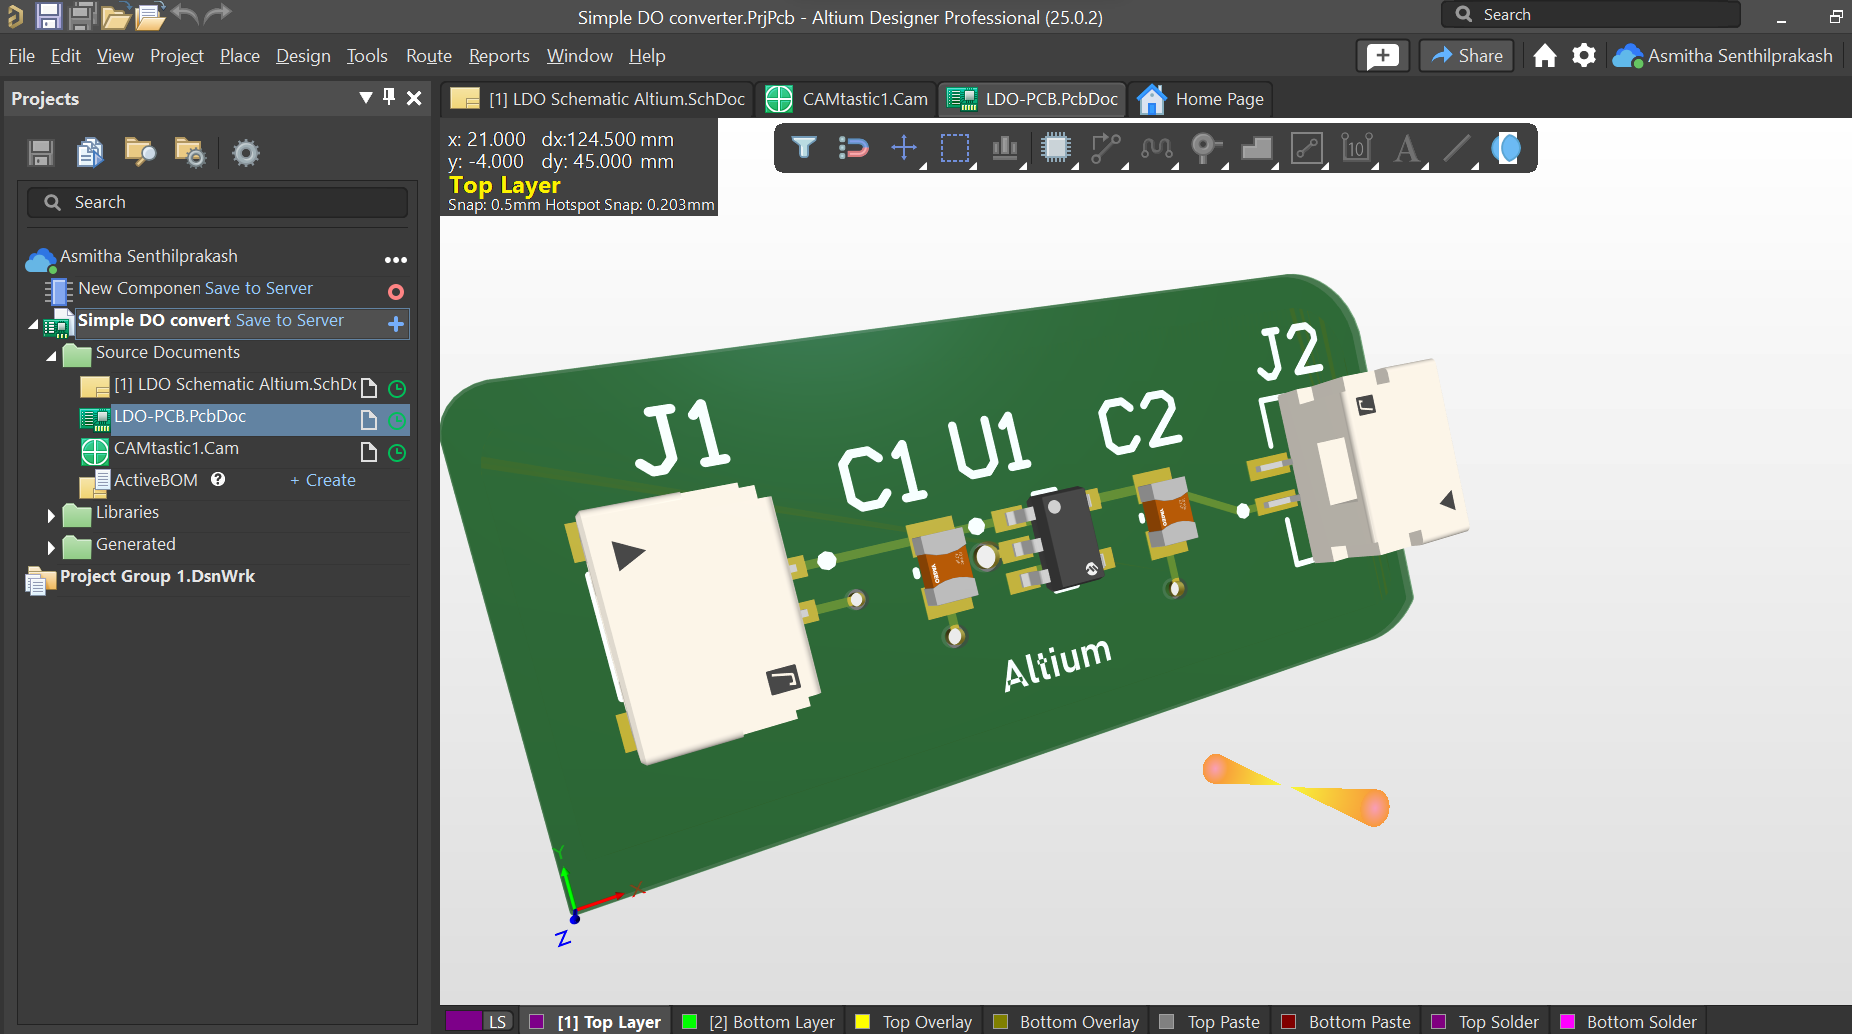 Simple DO converter.PrjPcb - Altium Designer Professional (25.0.2)
Search
File Edit View Project Place Design Tools Route Reports Window Help
Share
Asmitha Senthilprakash
Projects
[1] LDO Schematic Altium.SchDoc
CAMtastic1.Cam
LDO-PCB.PcbDoc
Home Page
x: 21.000 dx:124.500 mm
y: -4.000 dy: 45.000 mm
Top Layer
Snap: 0.5mm Hotspot Snap: 0.203mm
10
A
Search
Asmitha Senthilprakash
New Componen Save to Server
Simple DO convert Save to Server
Source Documents
[1] LDO Schematic Altium.SchDo
LDO-PCB.PcbDoc
CAMtastic1.Cam
ActiveBOM ? + Create
Libraries
Generated
Project Group 1.DsnWrk
J1
C1
U1
C2
J2
Altium
Y
X
Z
LS
[1] Top Layer
[2] Bottom Layer
Top Overlay
Bottom Overlay
Top Paste
Bottom Paste
Top Solder
Bottom Solder